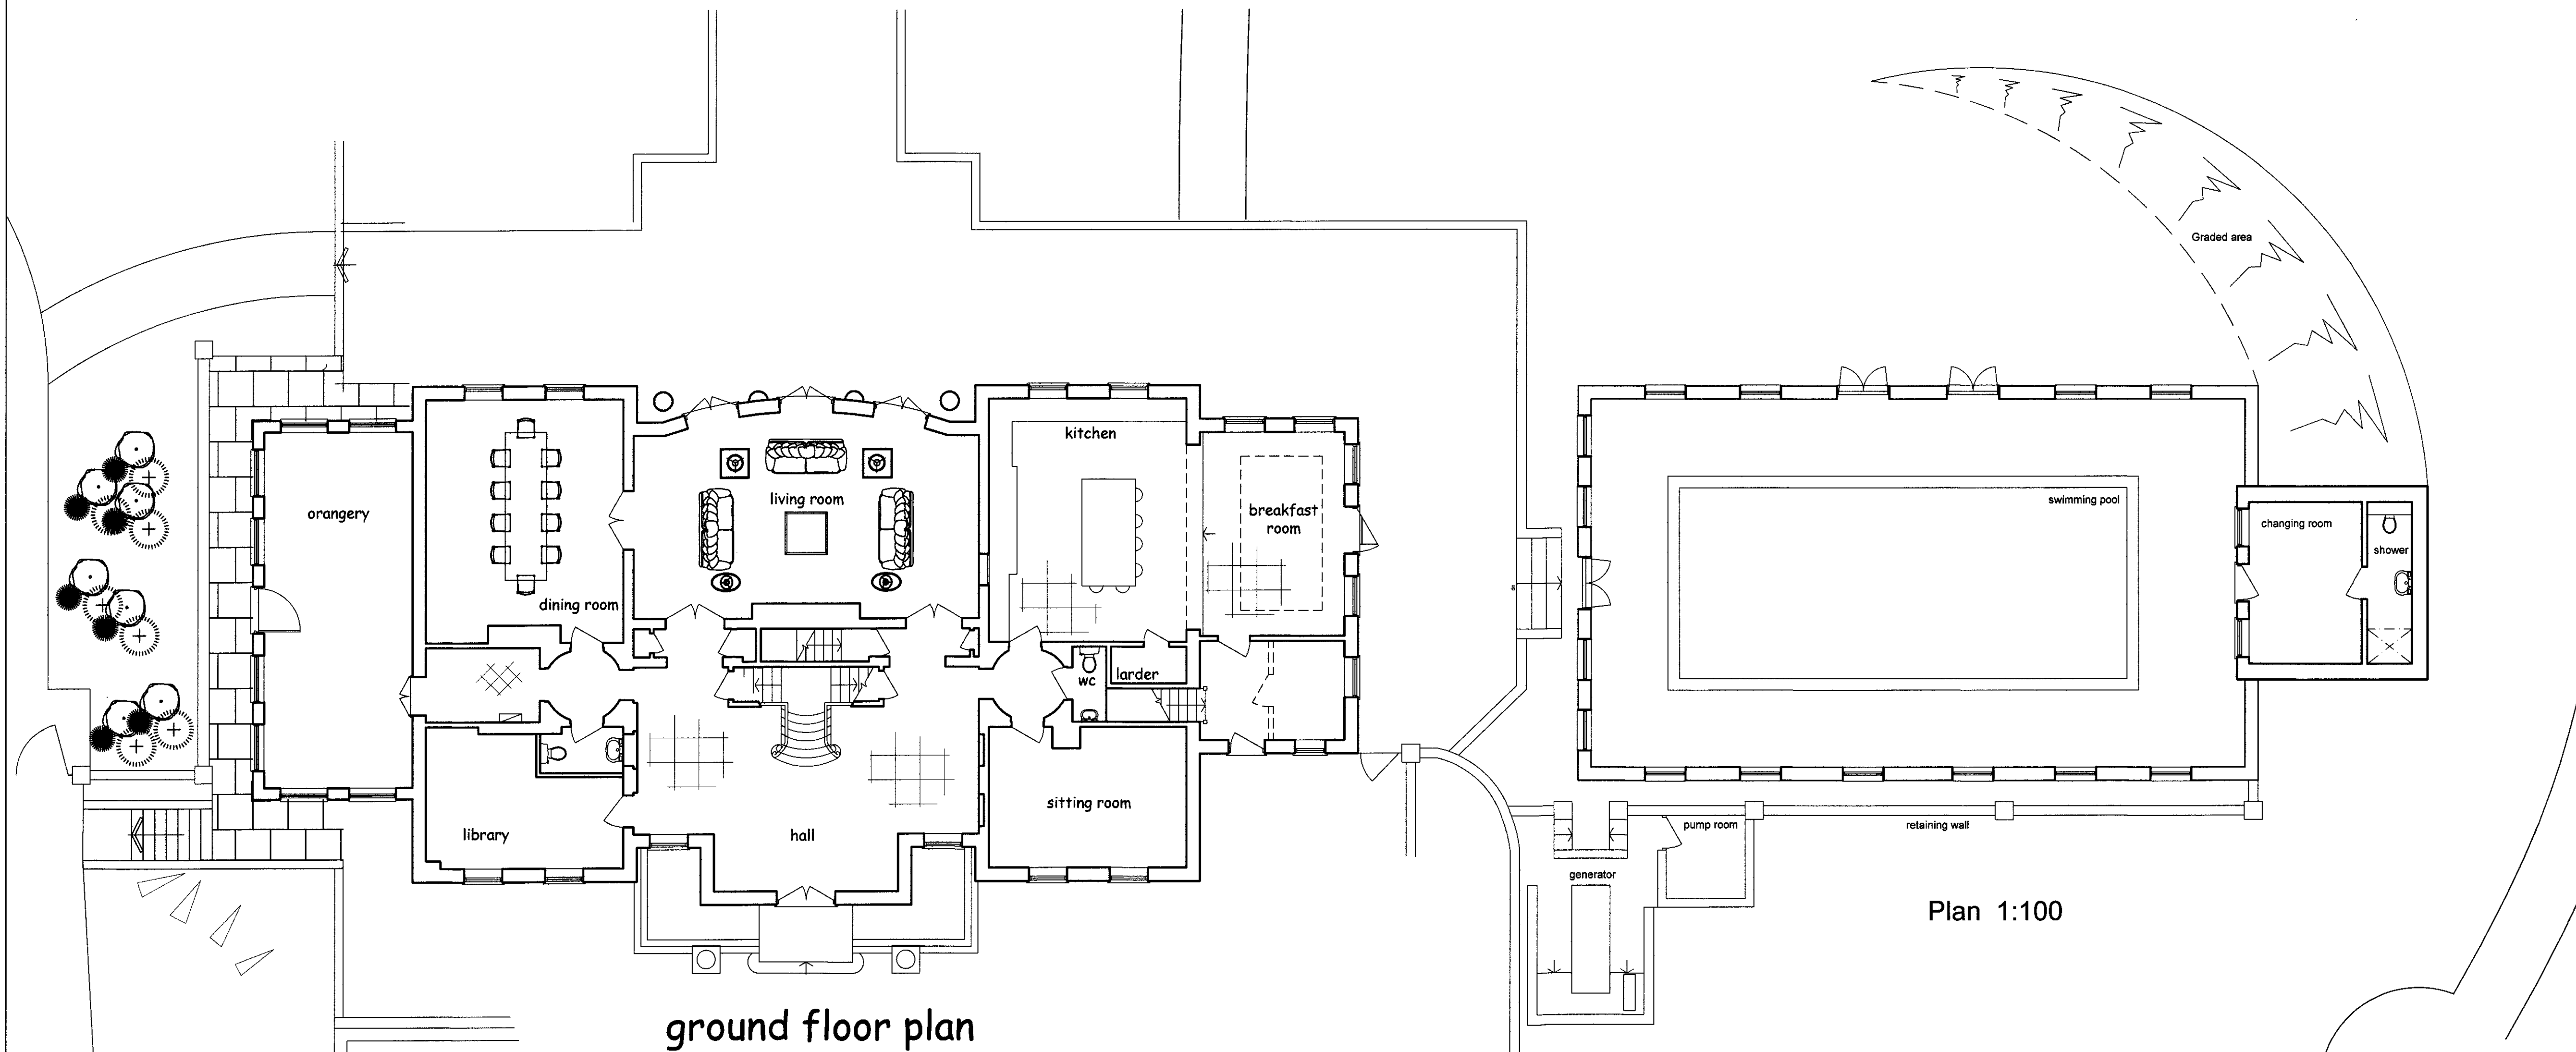 Graded area
kitchen
living room
swimming pool
breakfast
room
orangery
changing room
shower
dining room
larder
wc
sitting room
library
hall
pump room
retaining wall
generator
Plan 1:100
ground floor plan